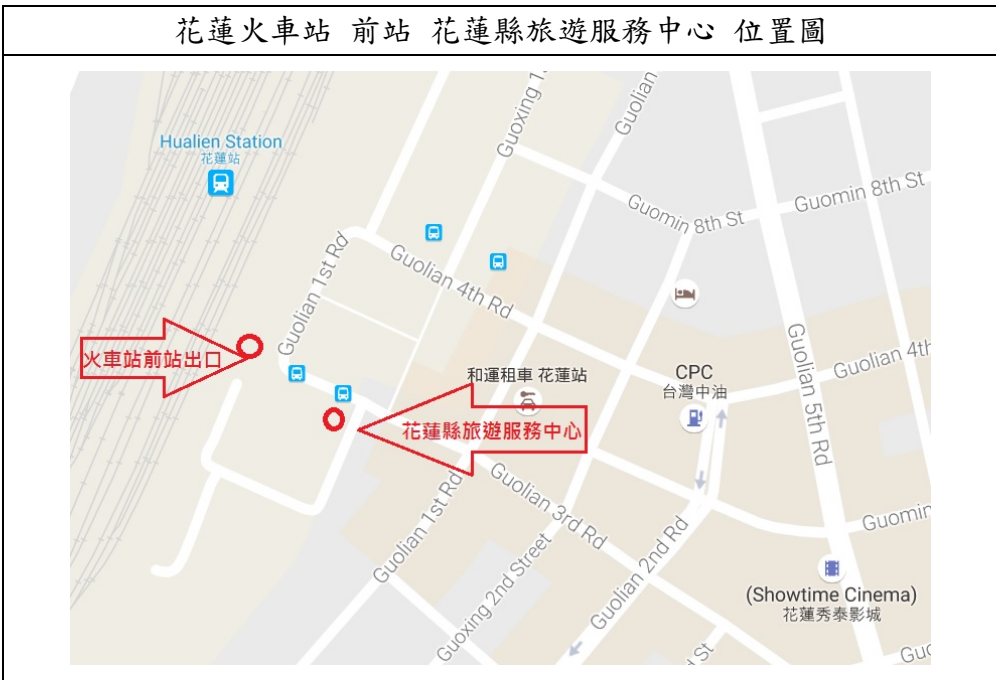 花蓮火車站 前站 花蓮縣旅遊服務中心 位置圖
Hualien Station
花蓮站
Guoxing 1
Guolian
Guomin 8th St
Guomin 8th St
Guolian 1st Rd
Guolian 4th Rd
火車站前站出口
和運租車 花蓮站
CPC
台灣中油
Guolian 5th Rd
Guolian 4th
花蓮縣旅遊服務中心
Guolian 1st Rd
Guolian 3rd Rd
Guoxing 2nd Street
Guolian 2nd Rd
Guomin
(Showtime Cinema)
花蓮秀泰影城
St
Guo